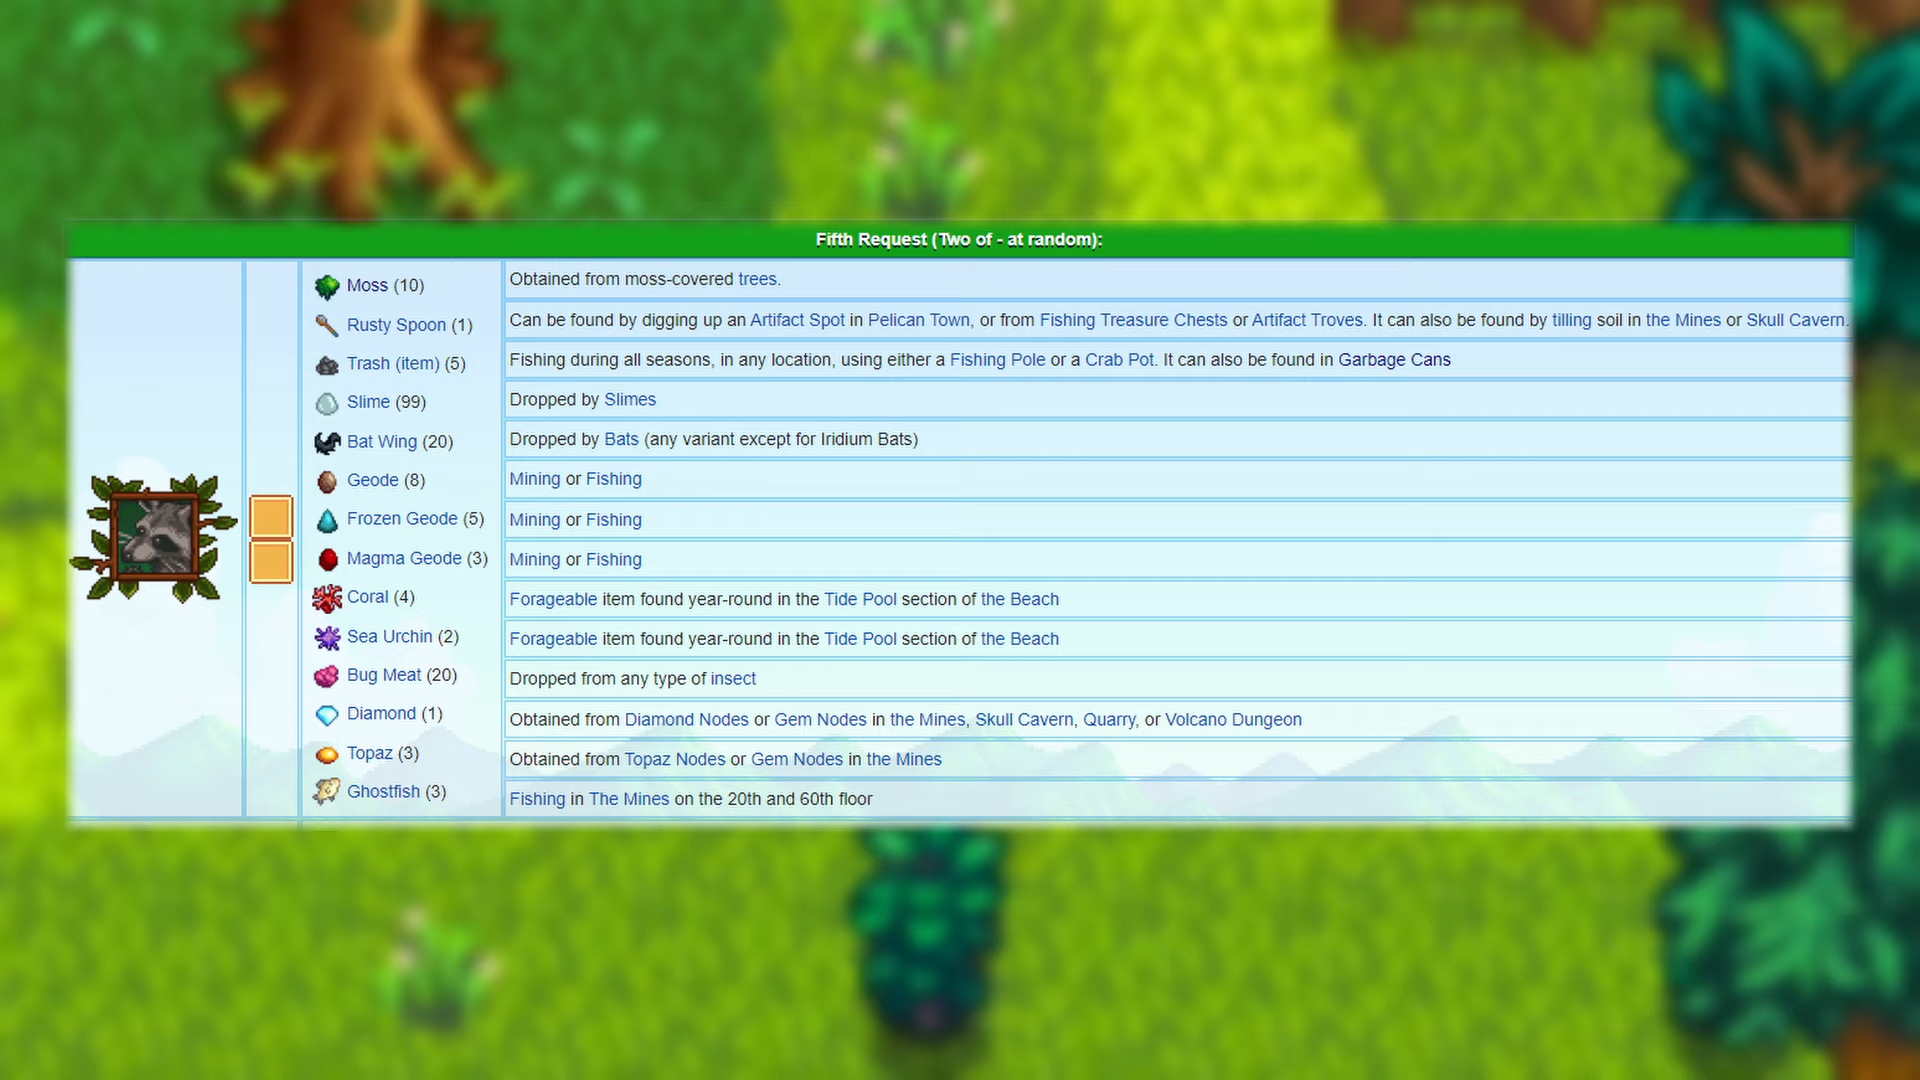 Fifth Request (Two of - at random):
Moss (10)
Obtained from moss-covered trees.
Rusty Spoon (1)
Can be found by digging up an Artifact Spot in Pelican Town, or from Fishing Treasure Chests or Artifact Troves. It can also be found by tilling soil in the Mines or Skull Cavern.
Trash (item) (5)
Fishing during all seasons, in any location, using either a Fishing Pole or a Crab Pot. It can also be found in Garbage Cans
Slime (99)
Dropped by Slimes
Bat Wing (20)
Dropped by Bats (any variant except for Iridium Bats)
Geode (8)
Mining or Fishing
Frozen Geode (5)
Mining or Fishing
Magma Geode (3)
Mining or Fishing
Coral (4)
Forageable item found year-round in the Tide Pool section of the Beach
Sea Urchin (2)
Forageable item found year-round in the Tide Pool section of the Beach
Bug Meat (20)
Dropped from any type of insect
Diamond (1)
Obtained from Diamond Nodes or Gem Nodes in the Mines, Skull Cavern, Quarry, or Volcano Dungeon
Topaz (3)
Obtained from Topaz Nodes or Gem Nodes in the Mines
Ghostfish (3)
Fishing in The Mines on the 20th and 60th floor